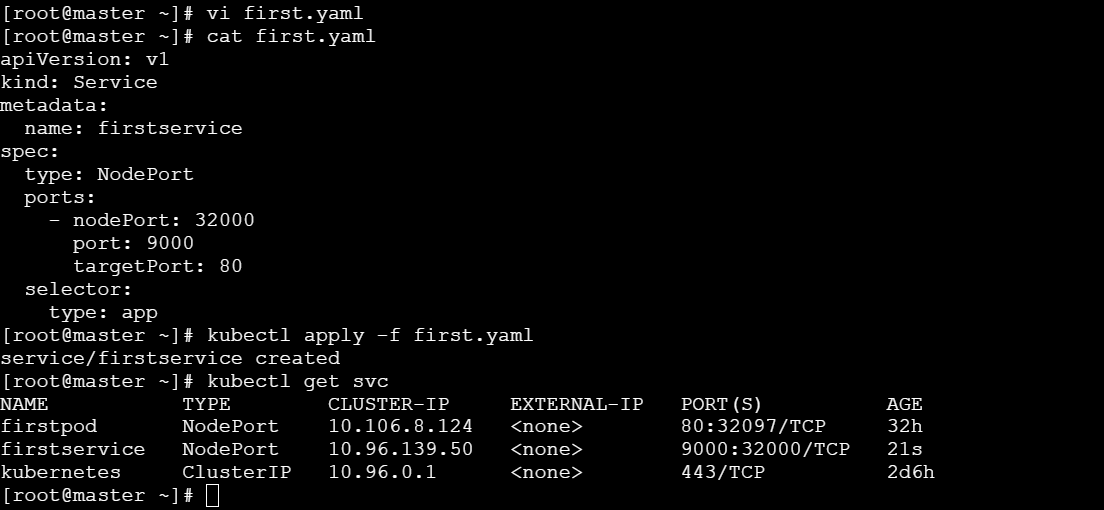 [root@master ~]# vi first.yaml
[root@master ~]# cat first.yaml
apiVersion: v1
kind: Service
metadata:
  name: firstservice
spec:
  type: NodePort
  ports:
    - nodePort: 32000
      port: 9000
      targetPort: 80
  selector:
    type: app
[root@master ~]# kubectl apply -f first.yaml
service/firstservice created
[root@master ~]# kubectl get svc
NAME           TYPE        CLUSTER-IP     EXTERNAL-IP   PORT(S)          AGE
firstpod       NodePort    10.106.8.124   <none>        80:32097/TCP     32h
firstservice   NodePort    10.96.139.50   <none>        9000:32000/TCP   21s
kubernetes     ClusterIP   10.96.0.1      <none>        443/TCP          2d6h
[root@master ~]#